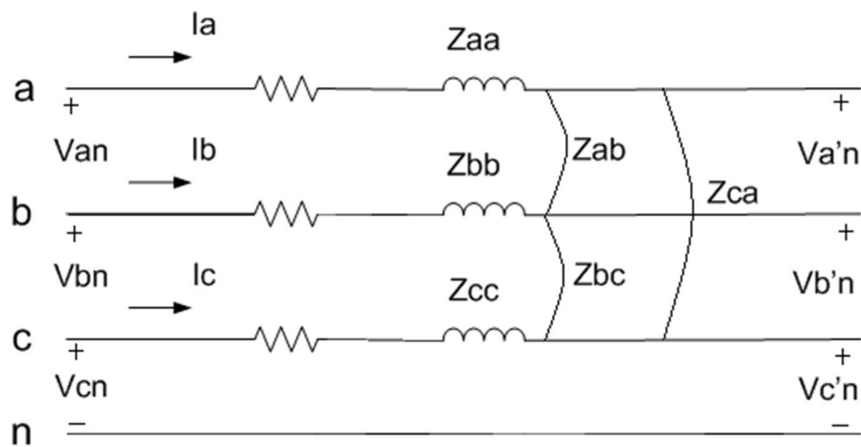 Ia Zaa
a
+ +
Van Ib Zbb Zab Va'n
Zca
b
+ +
Vbn Ic Zcc Zbc Vb'n
c
+ +
Vcn Vc'n
n − −